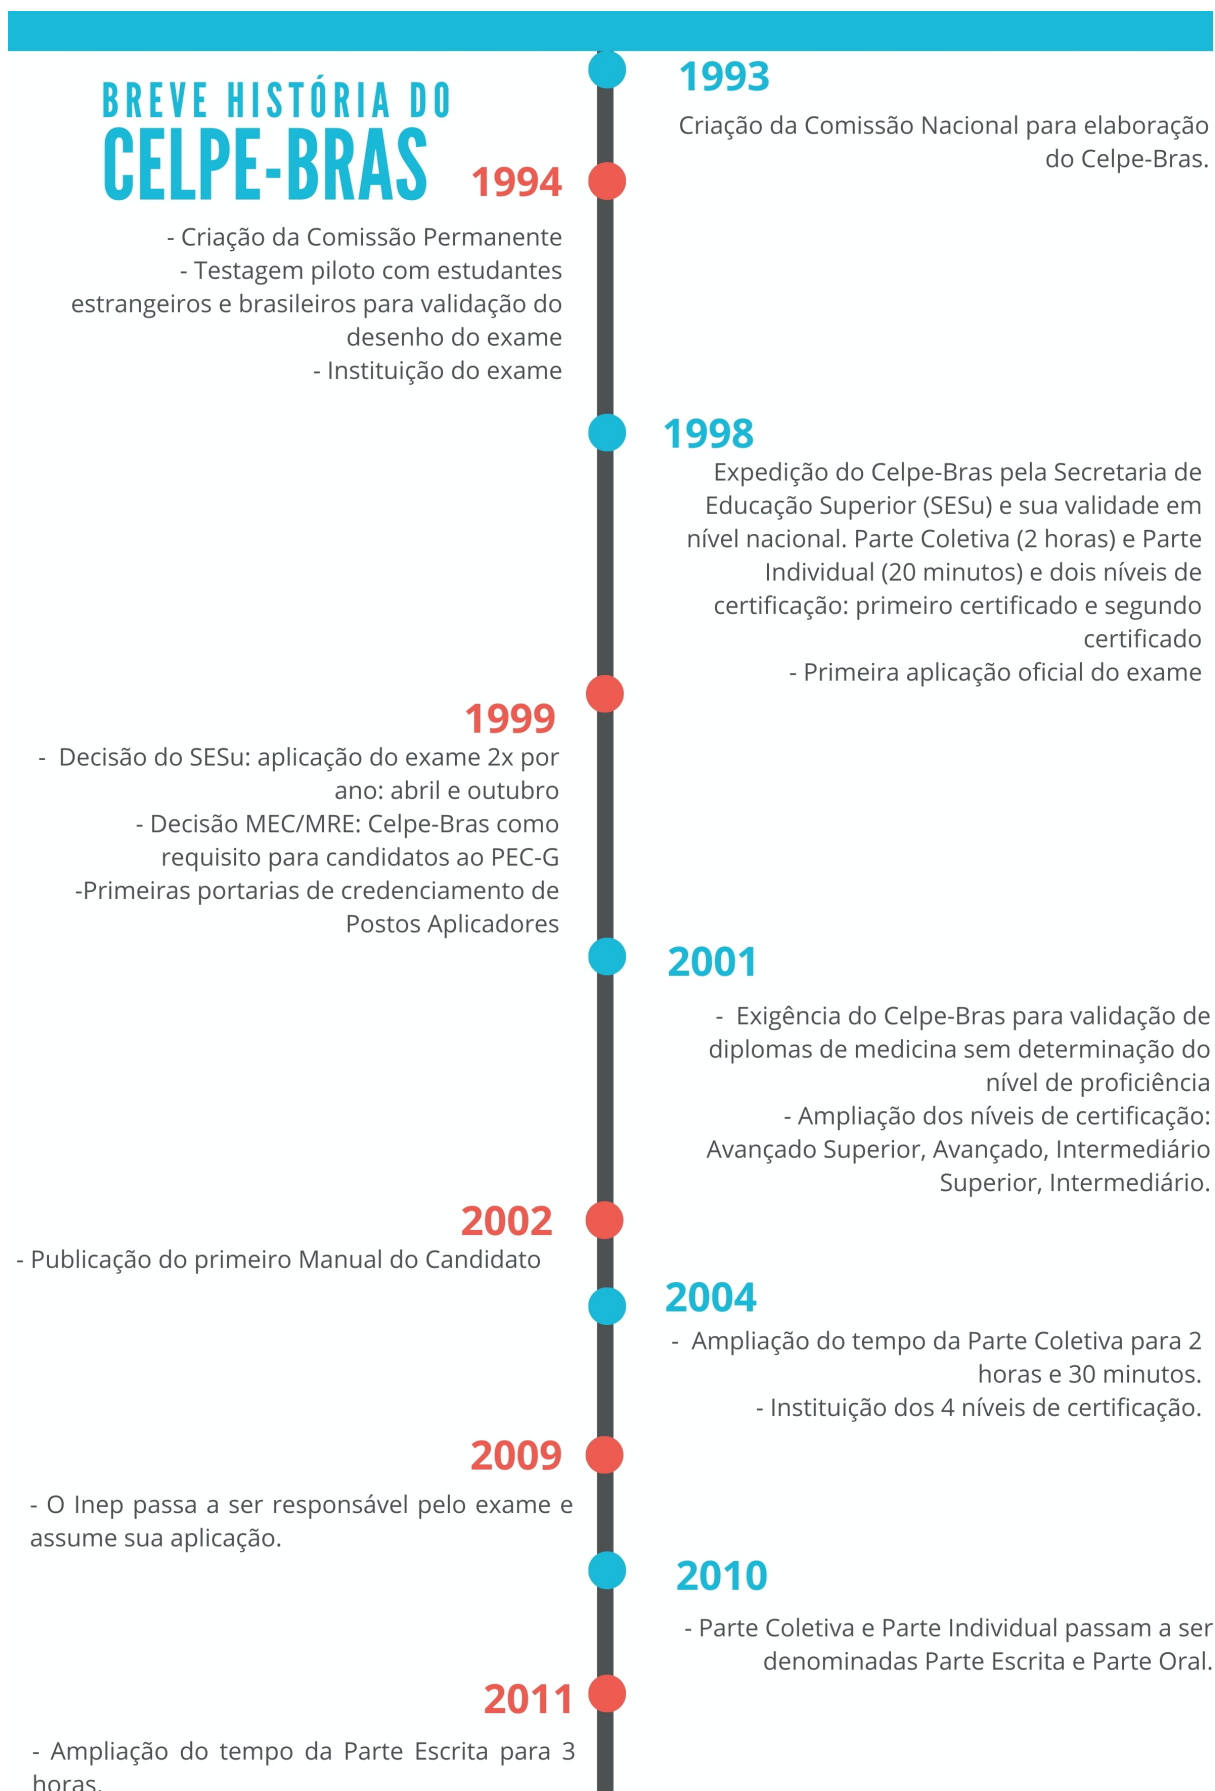 BREVE HISTÓRIA DO
CELPE-BRAS
1993
Criação da Comissão Nacional para elaboração
do Celpe-Bras.
1994
- Criação da Comissão Permanente
- Testagem piloto com estudantes
estrangeiros e brasileiros para validação do
desenho do exame
- Instituição do exame
1998
Expedição do Celpe-Bras pela Secretaria de
Educação Superior (SESu) e sua validade em
nível nacional. Parte Coletiva (2 horas) e Parte
Individual (20 minutos) e dois níveis de
certificação: primeiro certificado e segundo
certificado
- Primeira aplicação oficial do exame
1999
- Decisão do SESu: aplicação do exame 2x por
ano: abril e outubro
- Decisão MEC/MRE: Celpe-Bras como
requisito para candidatos ao PEC-G
-Primeiras portarias de credenciamento de
Postos Aplicadores
2001
- Exigência do Celpe-Bras para validação de
diplomas de medicina sem determinação do
nível de proficiência
- Ampliação dos níveis de certificação:
Avançado Superior, Avançado, Intermediário
Superior, Intermediário.
2002
- Publicação do primeiro Manual do Candidato
2004
- Ampliação do tempo da Parte Coletiva para 2
horas e 30 minutos.
- Instituição dos 4 níveis de certificação.
2009
- O Inep passa a ser responsável pelo exame e
assume sua aplicação.
2010
- Parte Coletiva e Parte Individual passam a ser
denominadas Parte Escrita e Parte Oral.
2011
- Ampliação do tempo da Parte Escrita para 3
horas.